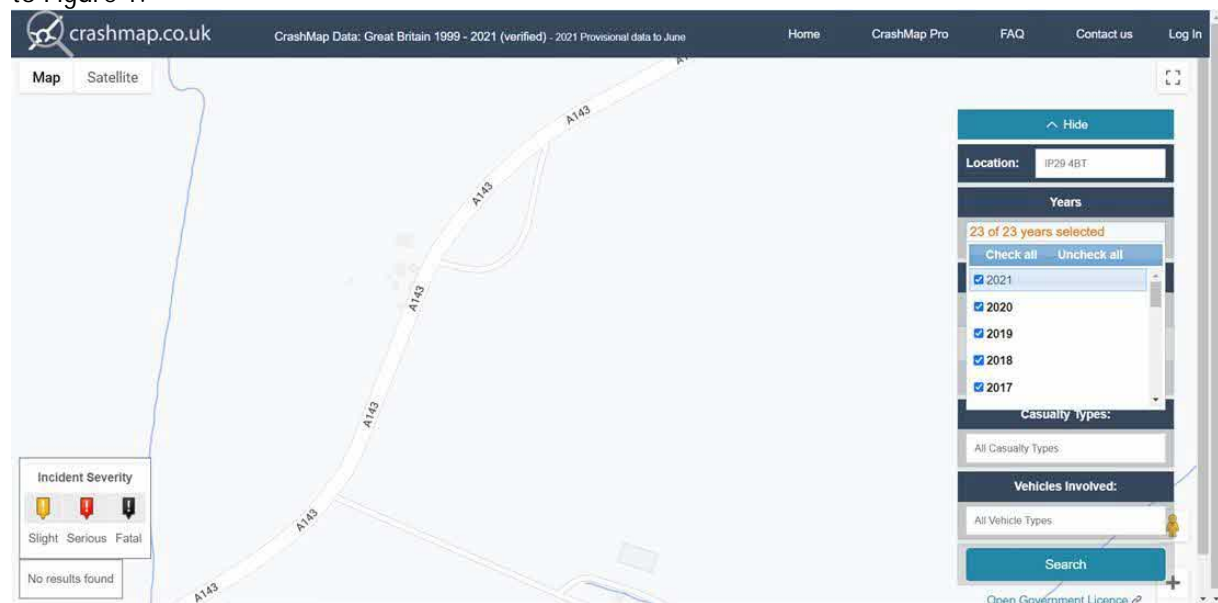 crashmap.co.uk
CrashMap Data: Great Britain 1999 - 2021 (verified) - 2021 Provisional data to June
Home
CrashMap Pro
FAQ
Contact us
Log In
Map
Satellite
A143
A143
A143
A143
A143
A143
Hide
Location:
IP29 4BT
Years
23 of 23 years selected
Check all
Uncheck all
2021
2020
2019
2018
2017
Casualty Types:
All Casualty Types
Vehicles Involved:
All Vehicle Types
Search
Open Government Licence
Incident Severity
Slight Serious Fatal
No results found